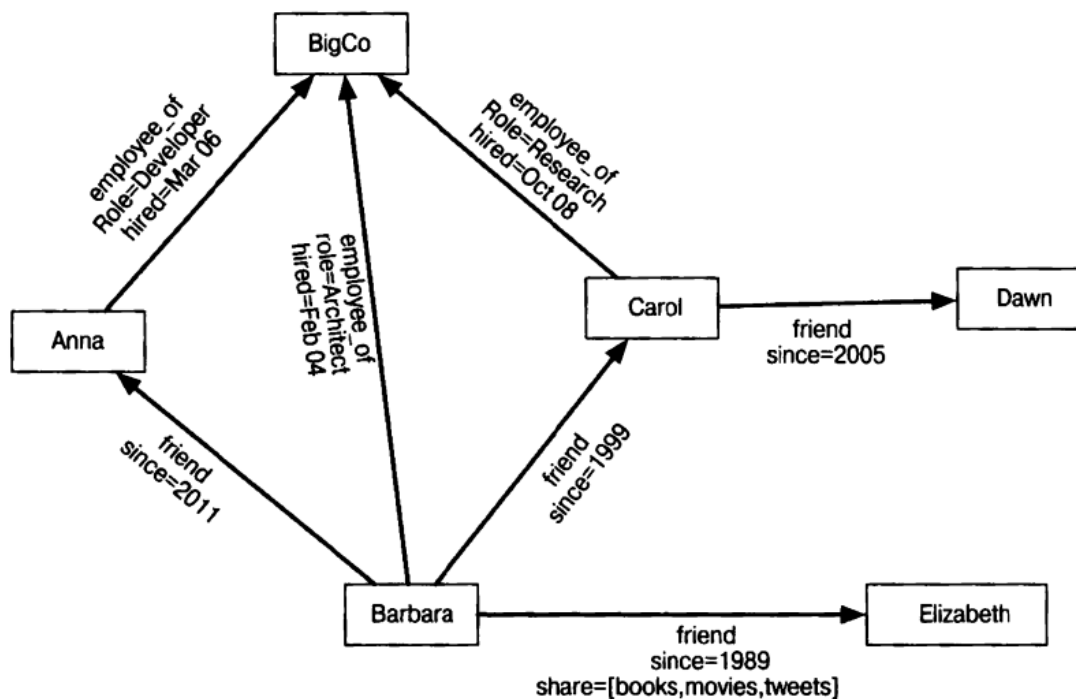 BigCo
employee_of
Role=Developer
hired=Mar 06
employee_of
role=Architect
hired=Feb 04
employee_of
Role=Research
hired=Oct 08
Anna
Carol
Dawn
friend
since=2005
friend
since=2011
friend
since=1999
Barbara
Elizabeth
friend
since=1989
share=[books,movies,tweets]